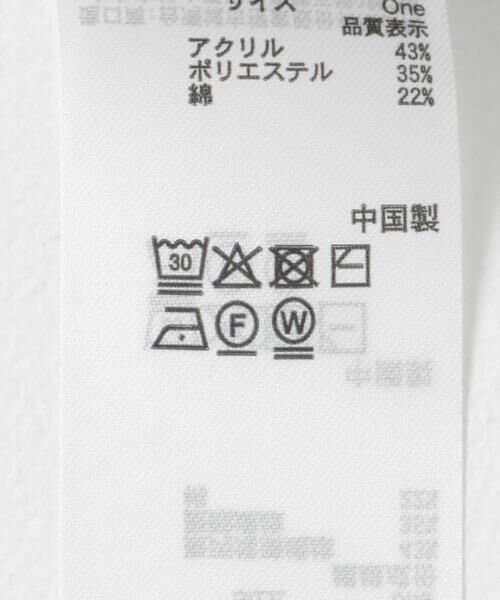 サイズ One
品質表示
アクリル 43%
ポリエステル 35%
綿 22%
中国製
30
F W